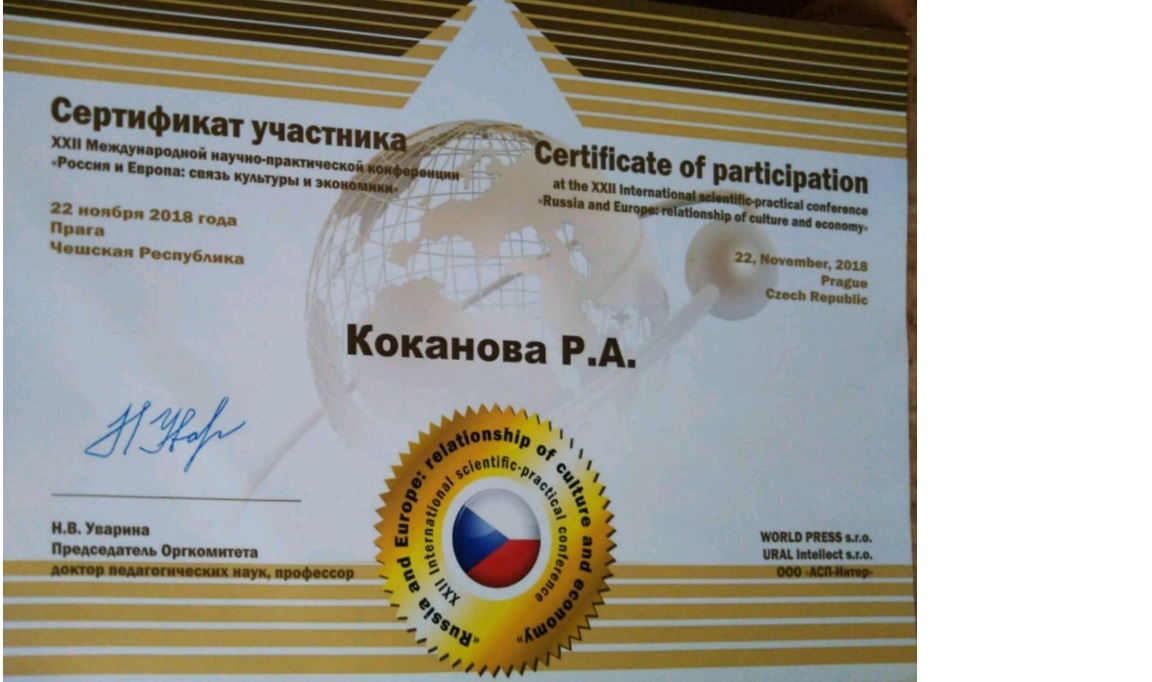 Сертификат участника
XXII Международной научно-практической конференции
«Россия и Европа: связь культуры и экономики»
22 ноября 2018 года
Прага
Чешская Республика
Certificate of participation
at the XXII International scientific-practical conference
«Russia and Europe: relationship of culture and economy»
22, November, 2018
Prague
Czech Republic
Коканова Р.А.
Н.В. Уварина
Председатель Оргкомитета
доктор педагогических наук, профессор
«Russia and Europe: relationship of culture and economy»
XXII International scientific-practical conference
WORLD PRESS s.r.o.
URAL Intellect s.r.o.
ООО «АСП-Интер»